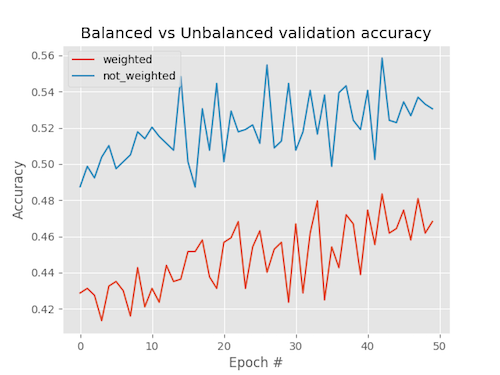 Balanced vs Unbalanced validation accuracy
weighted
not_weighted
Accuracy
0.56
0.54
0.52
0.50
0.48
0.46
0.44
0.42
0 10 20 30 40 50
Epoch #